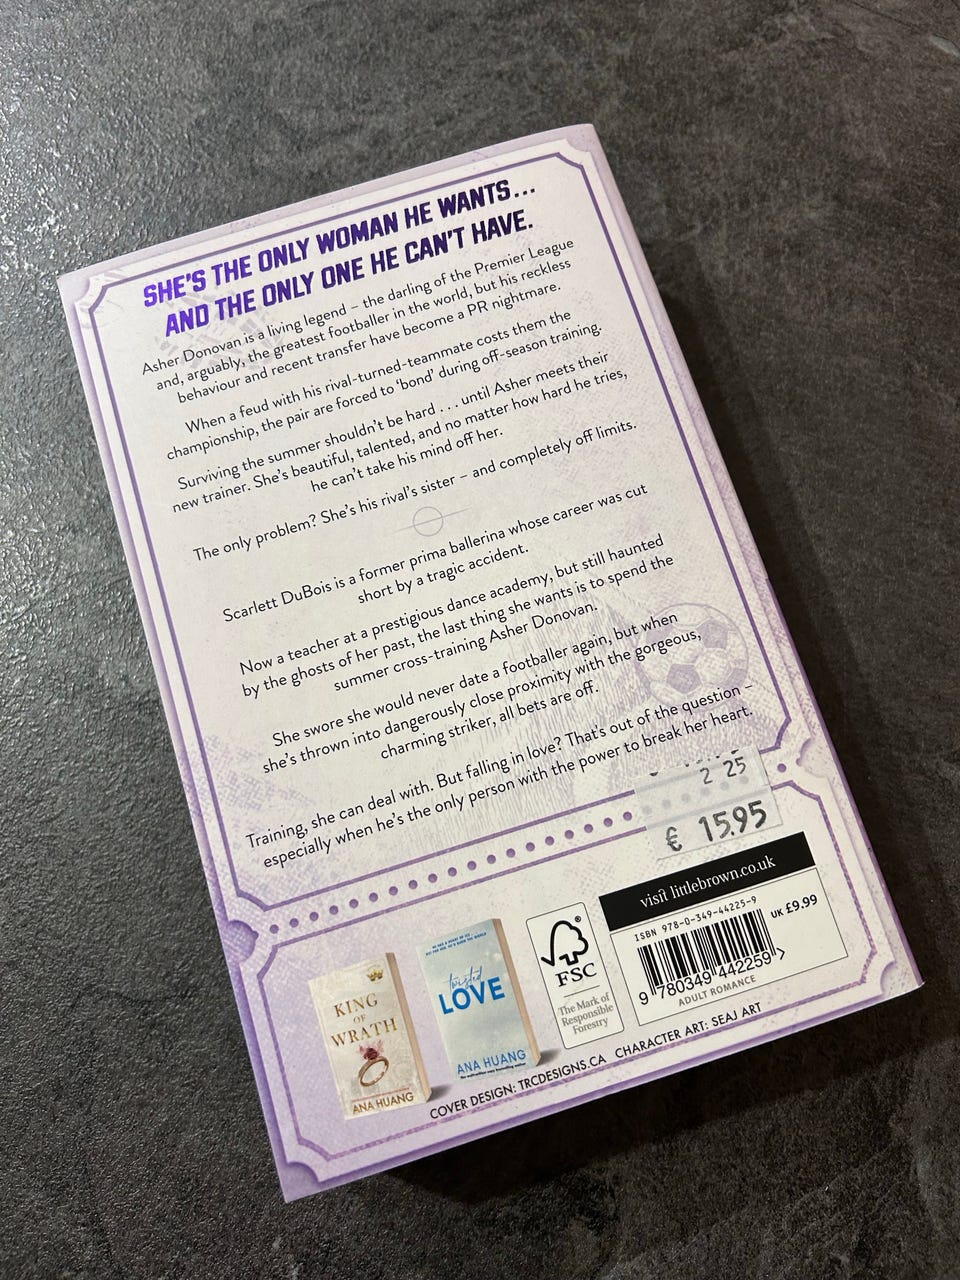 SHE'S THE ONLY WOMAN HE WANTS...
AND THE ONLY ONE HE CAN'T HAVE.
Asher Donovan is a living legend – the darling of the Premier League
and, arguably, the greatest footballer in the world, but his reckless
behaviour and recent transfer have become a PR nightmare.
When a feud with his rival-turned-teammate costs them the
championship, the pair are forced to 'bond' during off-season training.
Surviving the summer shouldn't be hard . . . until Asher meets their
new trainer. She's beautiful, talented, and no matter how hard he tries,
he can't take his mind off her.
The only problem? She's his rival's sister – and completely off limits.
Scarlett DuBois is a former prima ballerina whose career was cut
short by a tragic accident.
Now a teacher at a prestigious dance academy, but still haunted
by the ghosts of her past, the last thing she wants is to spend the
summer cross-training Asher Donovan.
She swore she would never date a footballer again, but when
she's thrown into dangerously close proximity with the gorgeous,
charming striker, all bets are off.
Training, she can deal with. But falling in love? That's out of the question –
especially when he's the only person with the power to break her heart.
2 25
€ 15.95
visit littlebrown.co.uk
ISBN 978-0-349-44225-9
UK £9.99
9 780349 442259 >
ADULT ROMANCE
FSC®
The Mark of
Responsible
Forestry
KING
OF
WRATH
ANA HUANG
twisted
LOVE
ANA HUANG
COVER DESIGN: TRCDESIGNS.CA CHARACTER ART: SEAJ ART